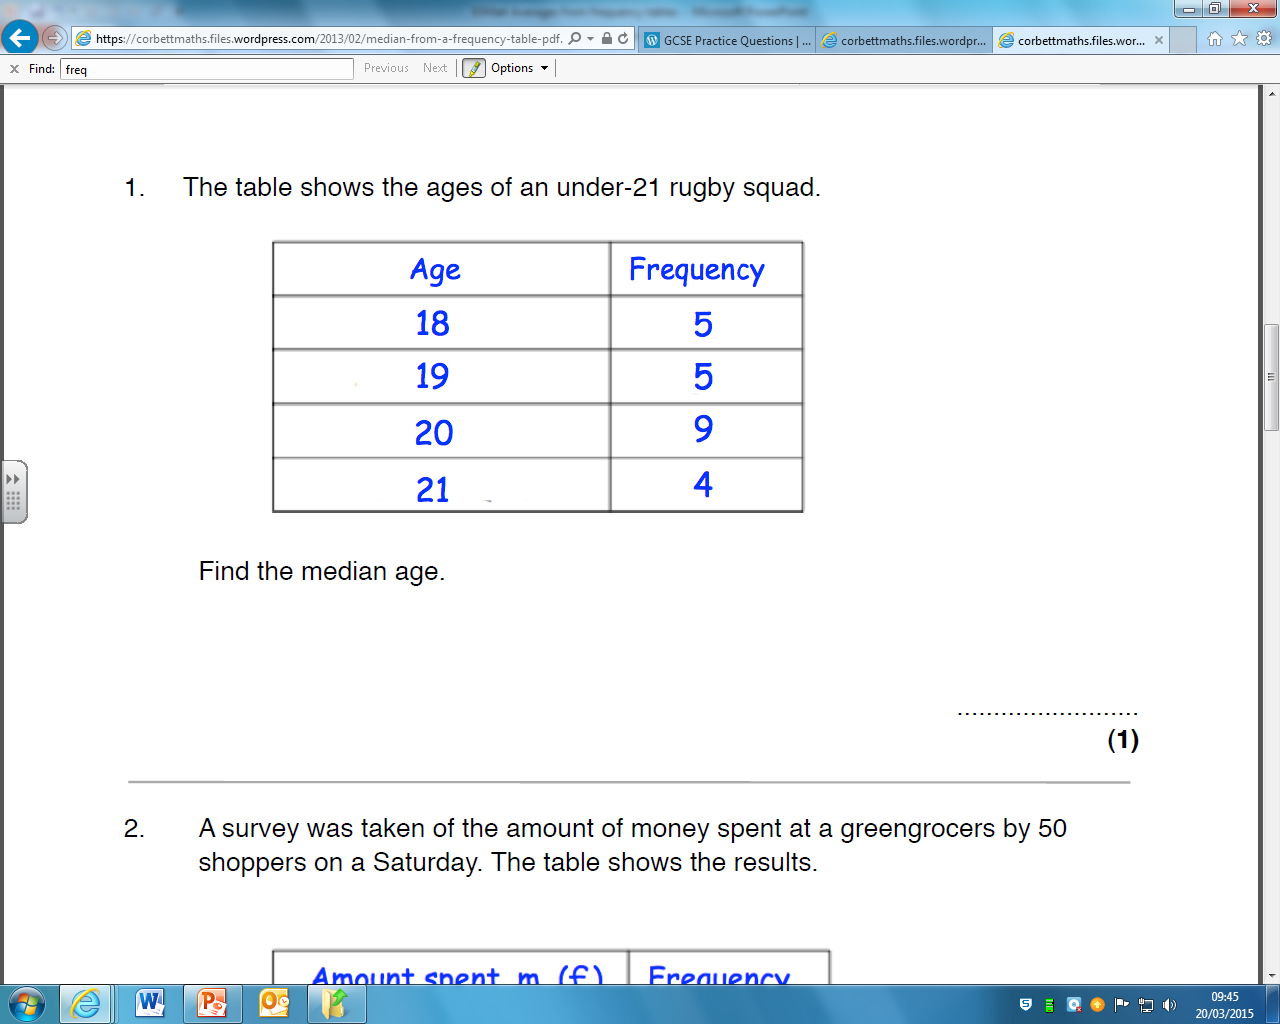 https://corbettmaths.files.wordpress.com/2013/02/median-from-a-frequency-table-pdf.
GCSE Practice Questions | ...
corbettmaths.files.wordpr...
corbettmaths.files.wor...
x Find: freq Previous Next Options
1. The table shows the ages of an under-21 rugby squad.
Age Frequency
18 5
19 5
20 9
21 4
Find the median age.
.........................
(1)
2. A survey was taken of the amount of money spent at a greengrocers by 50
shoppers on a Saturday. The table shows the results.
Amount spent, m, (£) Frequency
09:45
20/03/2015